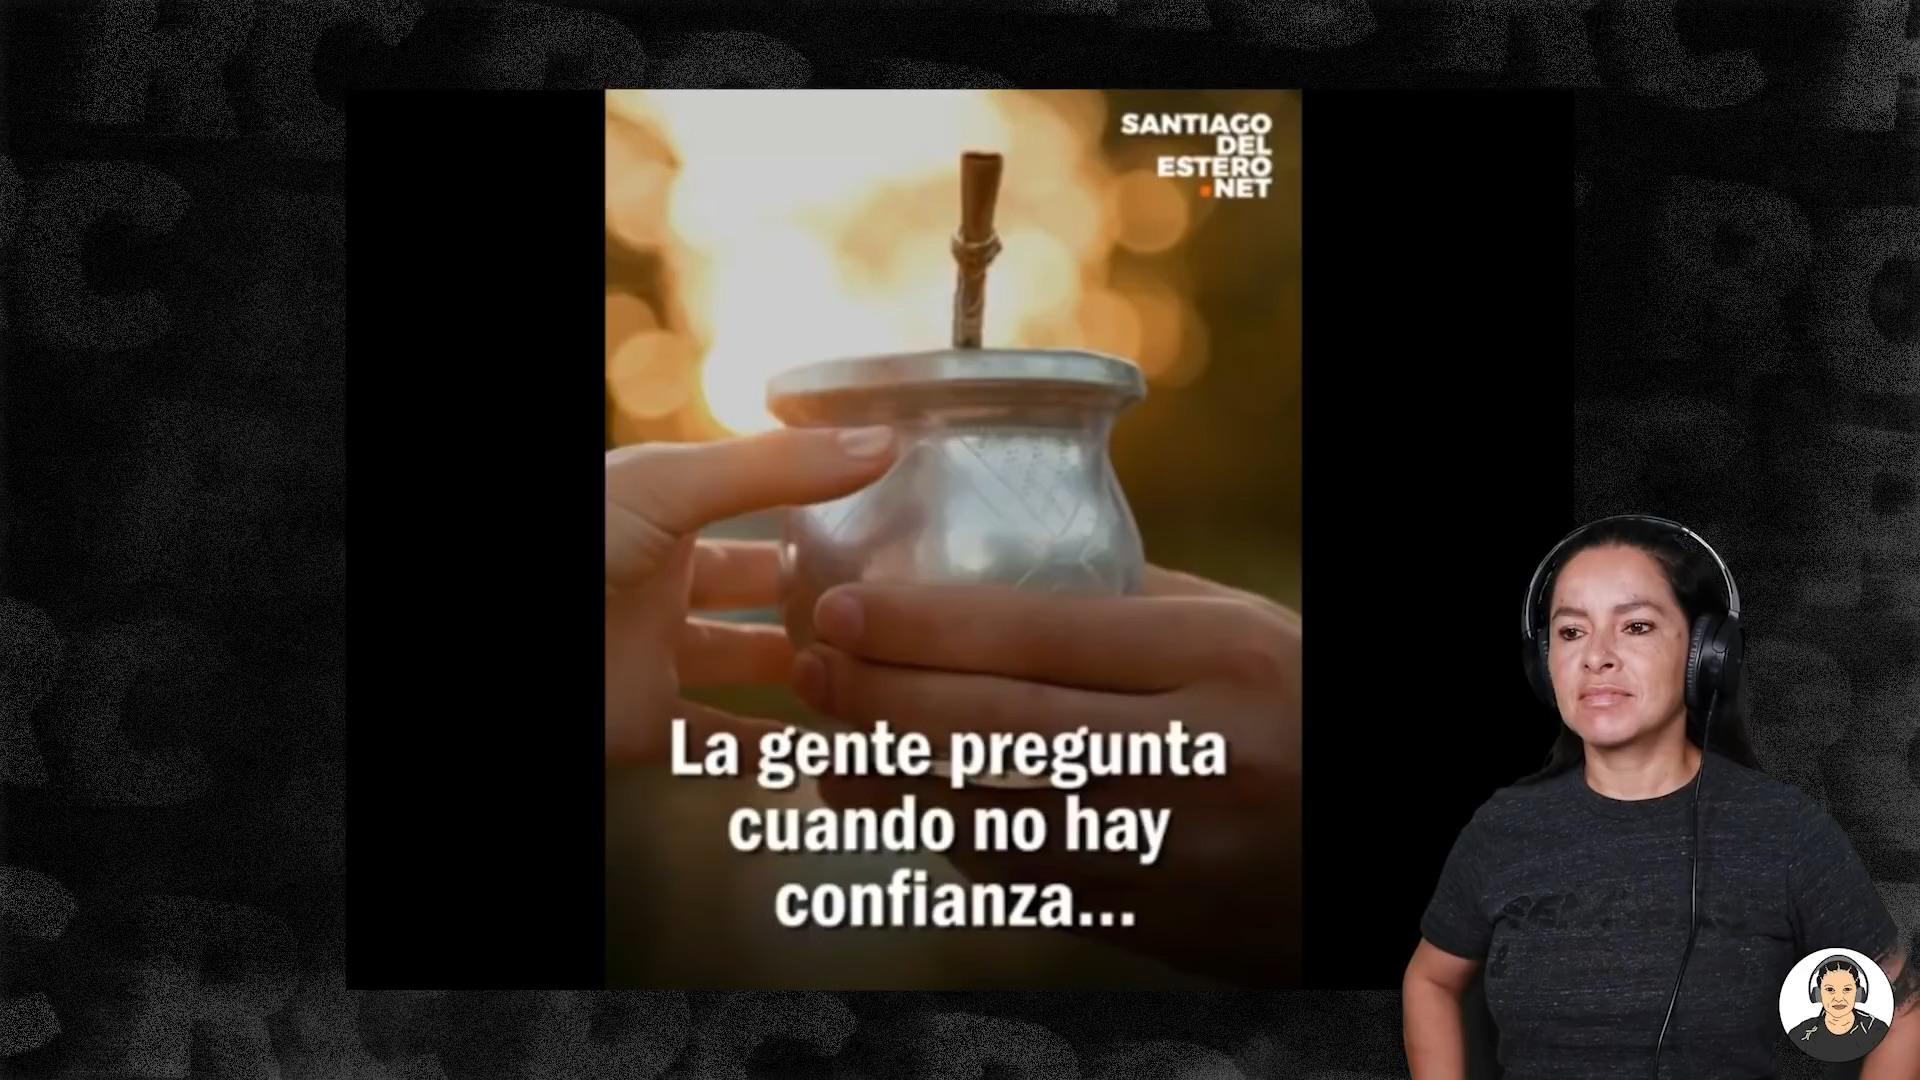 SANTIAGO
DEL
ESTERO
.NET
La gente pregunta
cuando no hay
confianza...